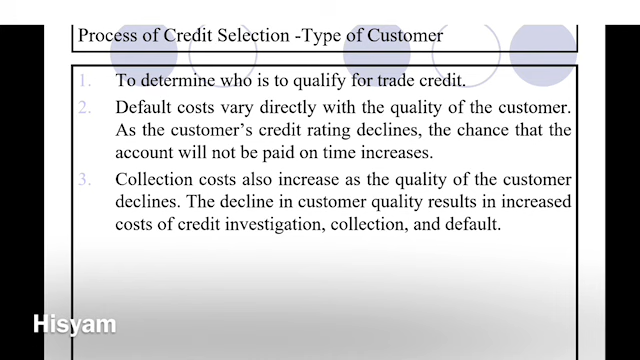 Process of Credit Selection -Type of Customer
1. To determine who is to qualify for trade credit.
2. Default costs vary directly with the quality of the customer.
As the customer's credit rating declines, the chance that the
account will not be paid on time increases.
3. Collection costs also increase as the quality of the customer
declines. The decline in customer quality results in increased
costs of credit investigation, collection, and default.
Hisyam